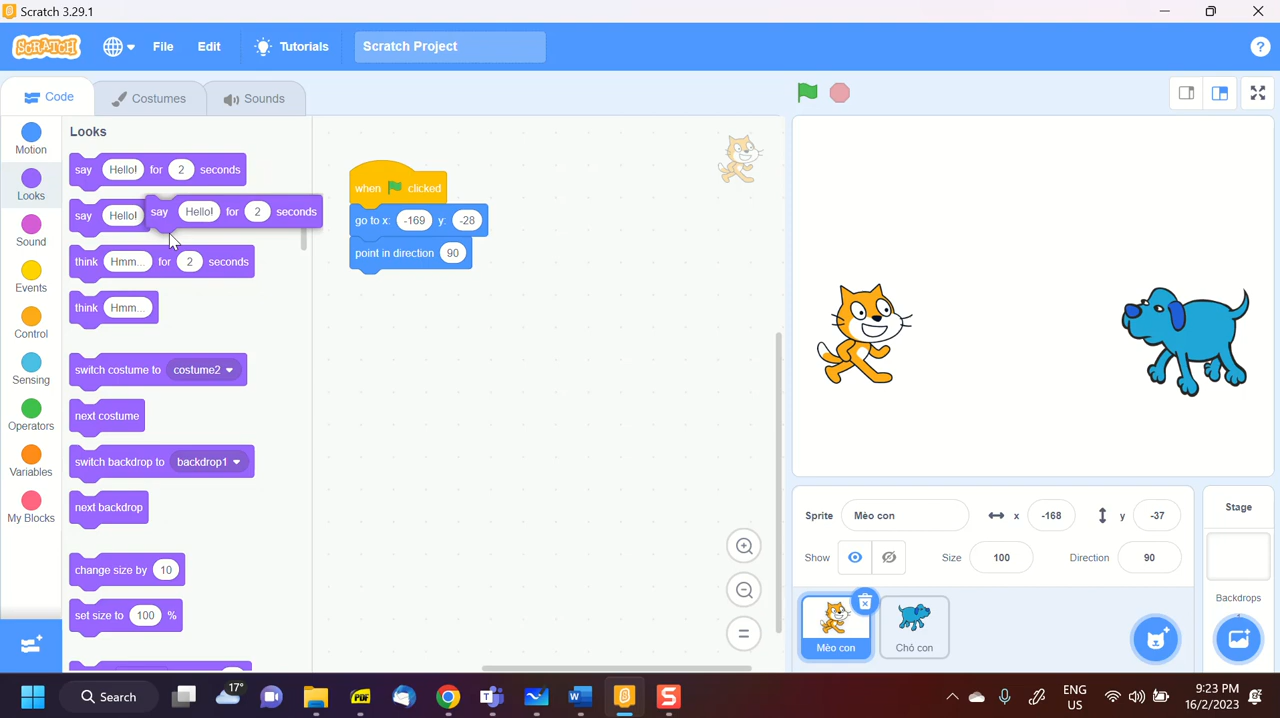 Scratch 3.29.1
SCRATCH
File
Edit
Tutorials
Scratch Project
?
Code
Costumes
Sounds
Motion
Looks
Sound
Events
Control
Sensing
Operators
Variables
My Blocks
Looks
say Hello! for 2 seconds
say Hello!
say Hello! for 2 seconds
think Hmm... for 2 seconds
think Hmm...
switch costume to costume2
next costume
switch backdrop to backdrop1
next backdrop
change size by 10
set size to 100 %
when clicked
go to x: -169 y: -28
point in direction 90
Sprite Mèo con x -168 y -37
Show Size 100 Direction 90
Mèo con
Chó con
Stage
Backdrops
Search
17°
PDF
W
S
ENG
US
9:23 PM
16/2/2023